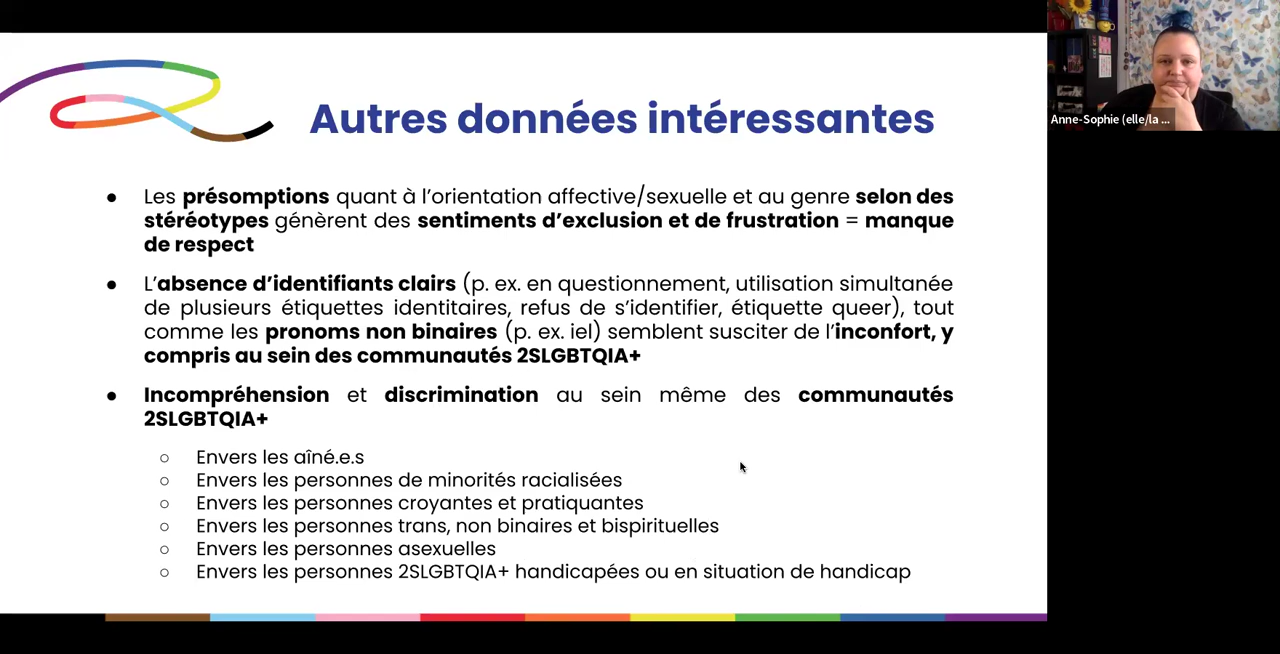 Autres données intéressantes
● Les présomptions quant à l’orientation affective/sexuelle et au genre selon des
stéréotypes génèrent des sentiments d’exclusion et de frustration = manque
de respect
● L’absence d’identifiants clairs (p. ex. en questionnement, utilisation simultanée
de plusieurs étiquettes identitaires, refus de s’identifier, étiquette queer), tout
comme les pronoms non binaires (p. ex. iel) semblent susciter de l’inconfort, y
compris au sein des communautés 2SLGBTQIA+
● Incompréhension et discrimination au sein même des communautés
2SLGBTQIA+
○ Envers les aîné.e.s
○ Envers les personnes de minorités racialisées
○ Envers les personnes croyantes et pratiquantes
○ Envers les personnes trans, non binaires et bispirituelles
○ Envers les personnes asexuelles
○ Envers les personnes 2SLGBTQIA+ handicapées ou en situation de handicap
Anne-Sophie (elle/la ...